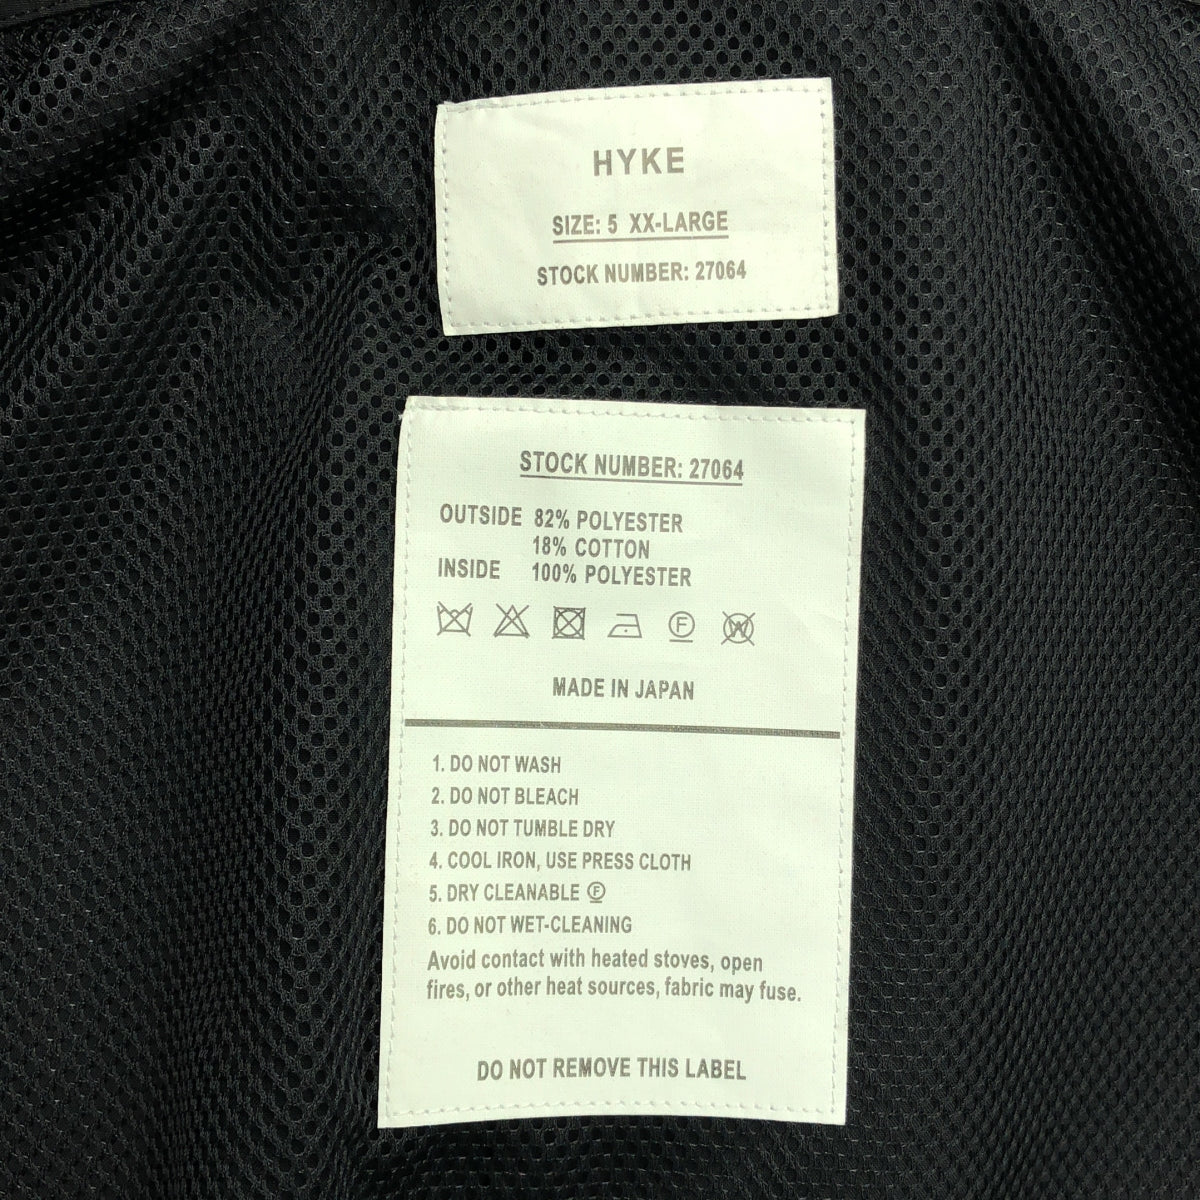 HYKE
SIZE: 5 XX-LARGE
STOCK NUMBER: 27064
STOCK NUMBER: 27064
OUTSIDE 82% POLYESTER
18% COTTON
INSIDE 100% POLYESTER
F W
MADE IN JAPAN
1. DO NOT WASH
2. DO NOT BLEACH
3. DO NOT TUMBLE DRY
4. COOL IRON, USE PRESS CLOTH
5. DRY CLEANABLE Ⓕ
6. DO NOT WET-CLEANING
Avoid contact with heated stoves, open
fires, or other heat sources, fabric may fuse.
DO NOT REMOVE THIS LABEL